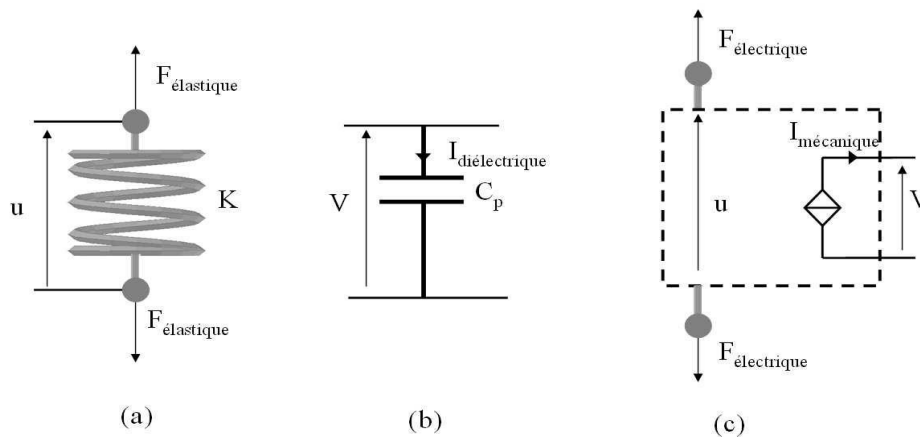 F élastique
u
K
F élastique
(a)
I diélectrique
V
C p
(b)
F électrique
I mécanique
u
V
F électrique
(c)